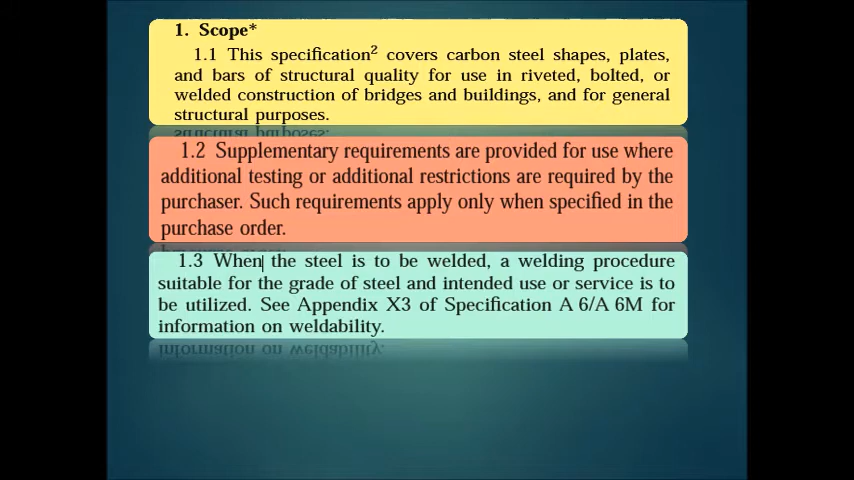 1. Scope*
1.1 This specification² covers carbon steel shapes, plates,
and bars of structural quality for use in riveted, bolted, or
welded construction of bridges and buildings, and for general
structural purposes.
1.2 Supplementary requirements are provided for use where
additional testing or additional restrictions are required by the
purchaser. Such requirements apply only when specified in the
purchase order.
1.3 When the steel is to be welded, a welding procedure
suitable for the grade of steel and intended use or service is to
be utilized. See Appendix X3 of Specification A 6/A 6M for
information on weldability.